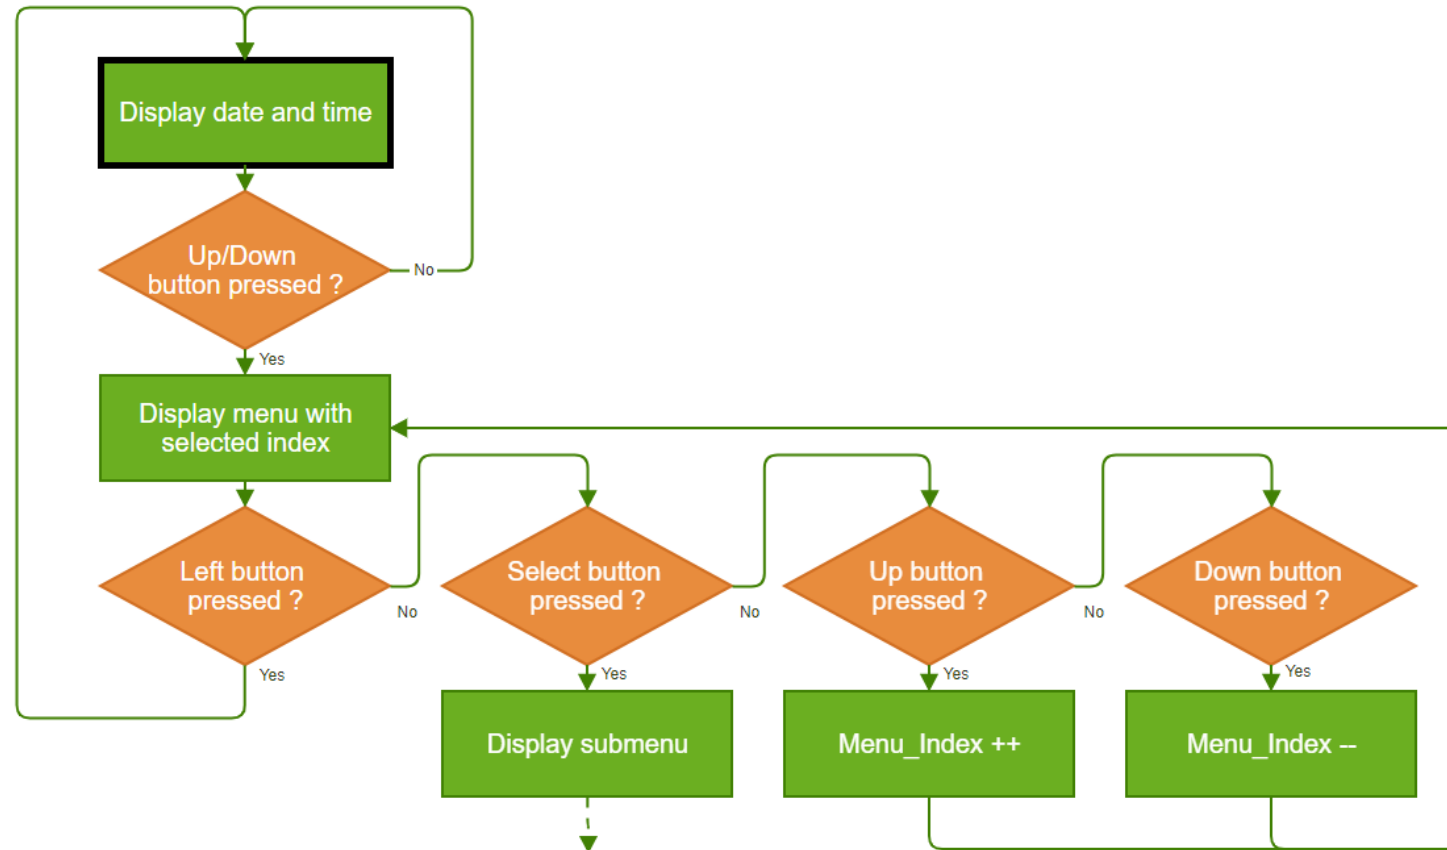 Display date and time
Up/Down
button pressed ?
No
Yes
Display menu with
selected index
Left button
pressed ?
No
Yes
Select button
pressed ?
No
Yes
Up button
pressed ?
No
Yes
Down button
pressed ?
Yes
Display submenu
Menu_Index ++
Menu_Index --